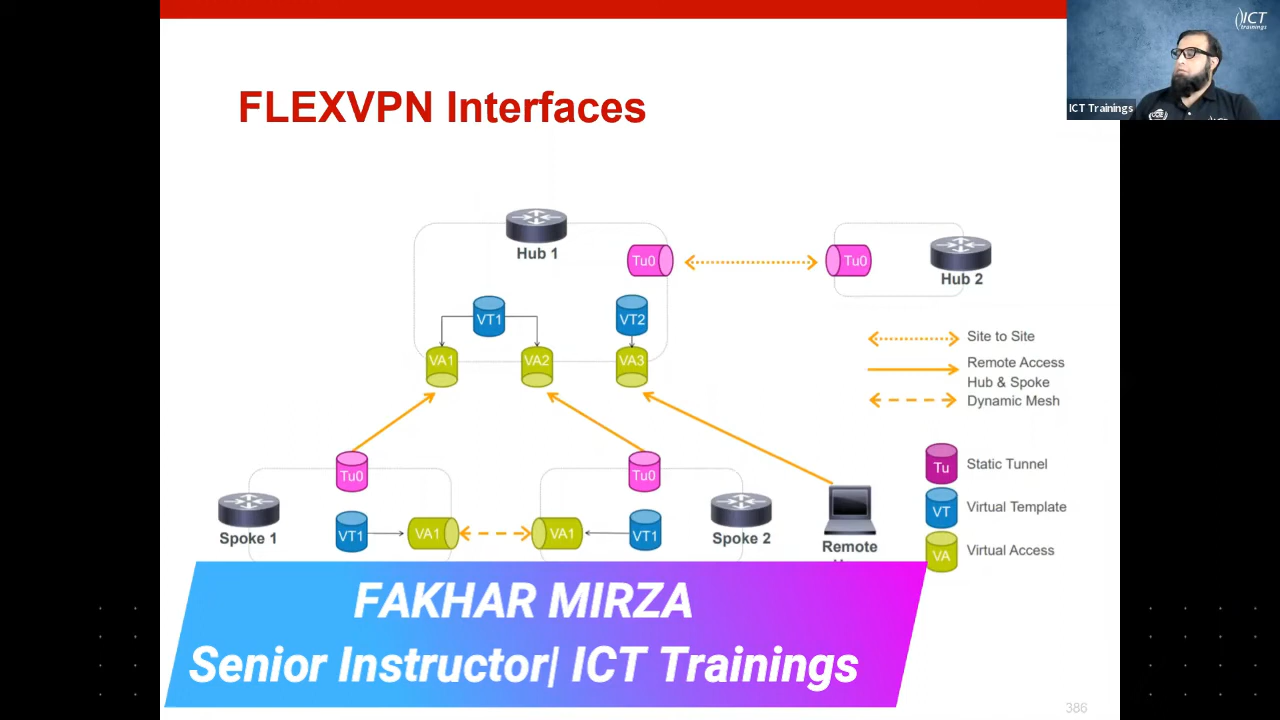 ICT
trainings
ICT Trainings
FLEXVPN Interfaces
Hub 1
Tu0
Tu0
Hub 2
VT1
VT2
VA1
VA2
VA3
Site to Site
Remote Access
Hub & Spoke
Dynamic Mesh
Tu0
Tu0
Tu
Static Tunnel
Spoke 1
VT1
VA1
VA1
VT1
Spoke 2
Remote
VT
Virtual Template
VA
Virtual Access
FAKHAR MIRZA
Senior Instructor| ICT Trainings
386